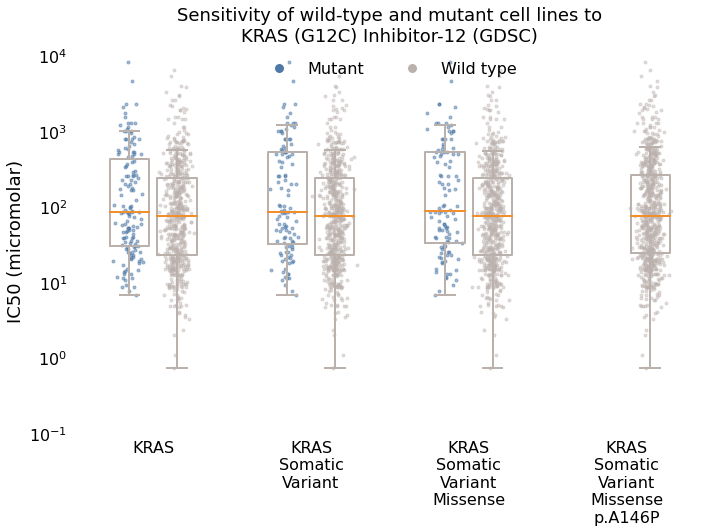 Sensitivity of wild-type and mutant cell lines to
KRAS (G12C) Inhibitor-12 (GDSC)
Mutant
Wild type
IC50 (micromolar)
10⁴
10³
10²
10¹
10⁰
10⁻¹
KRAS
KRAS
Somatic
Variant
KRAS
Somatic
Variant
Missense
KRAS
Somatic
Variant
Missense
p.A146P